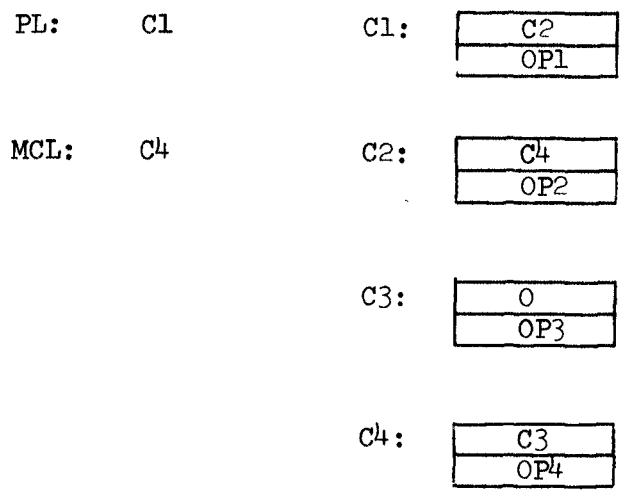 PL: C1 C1: C2
OP1
MCL: C4 C2: C4
OP2
C3: 0
OP3
C4: C3
OP4